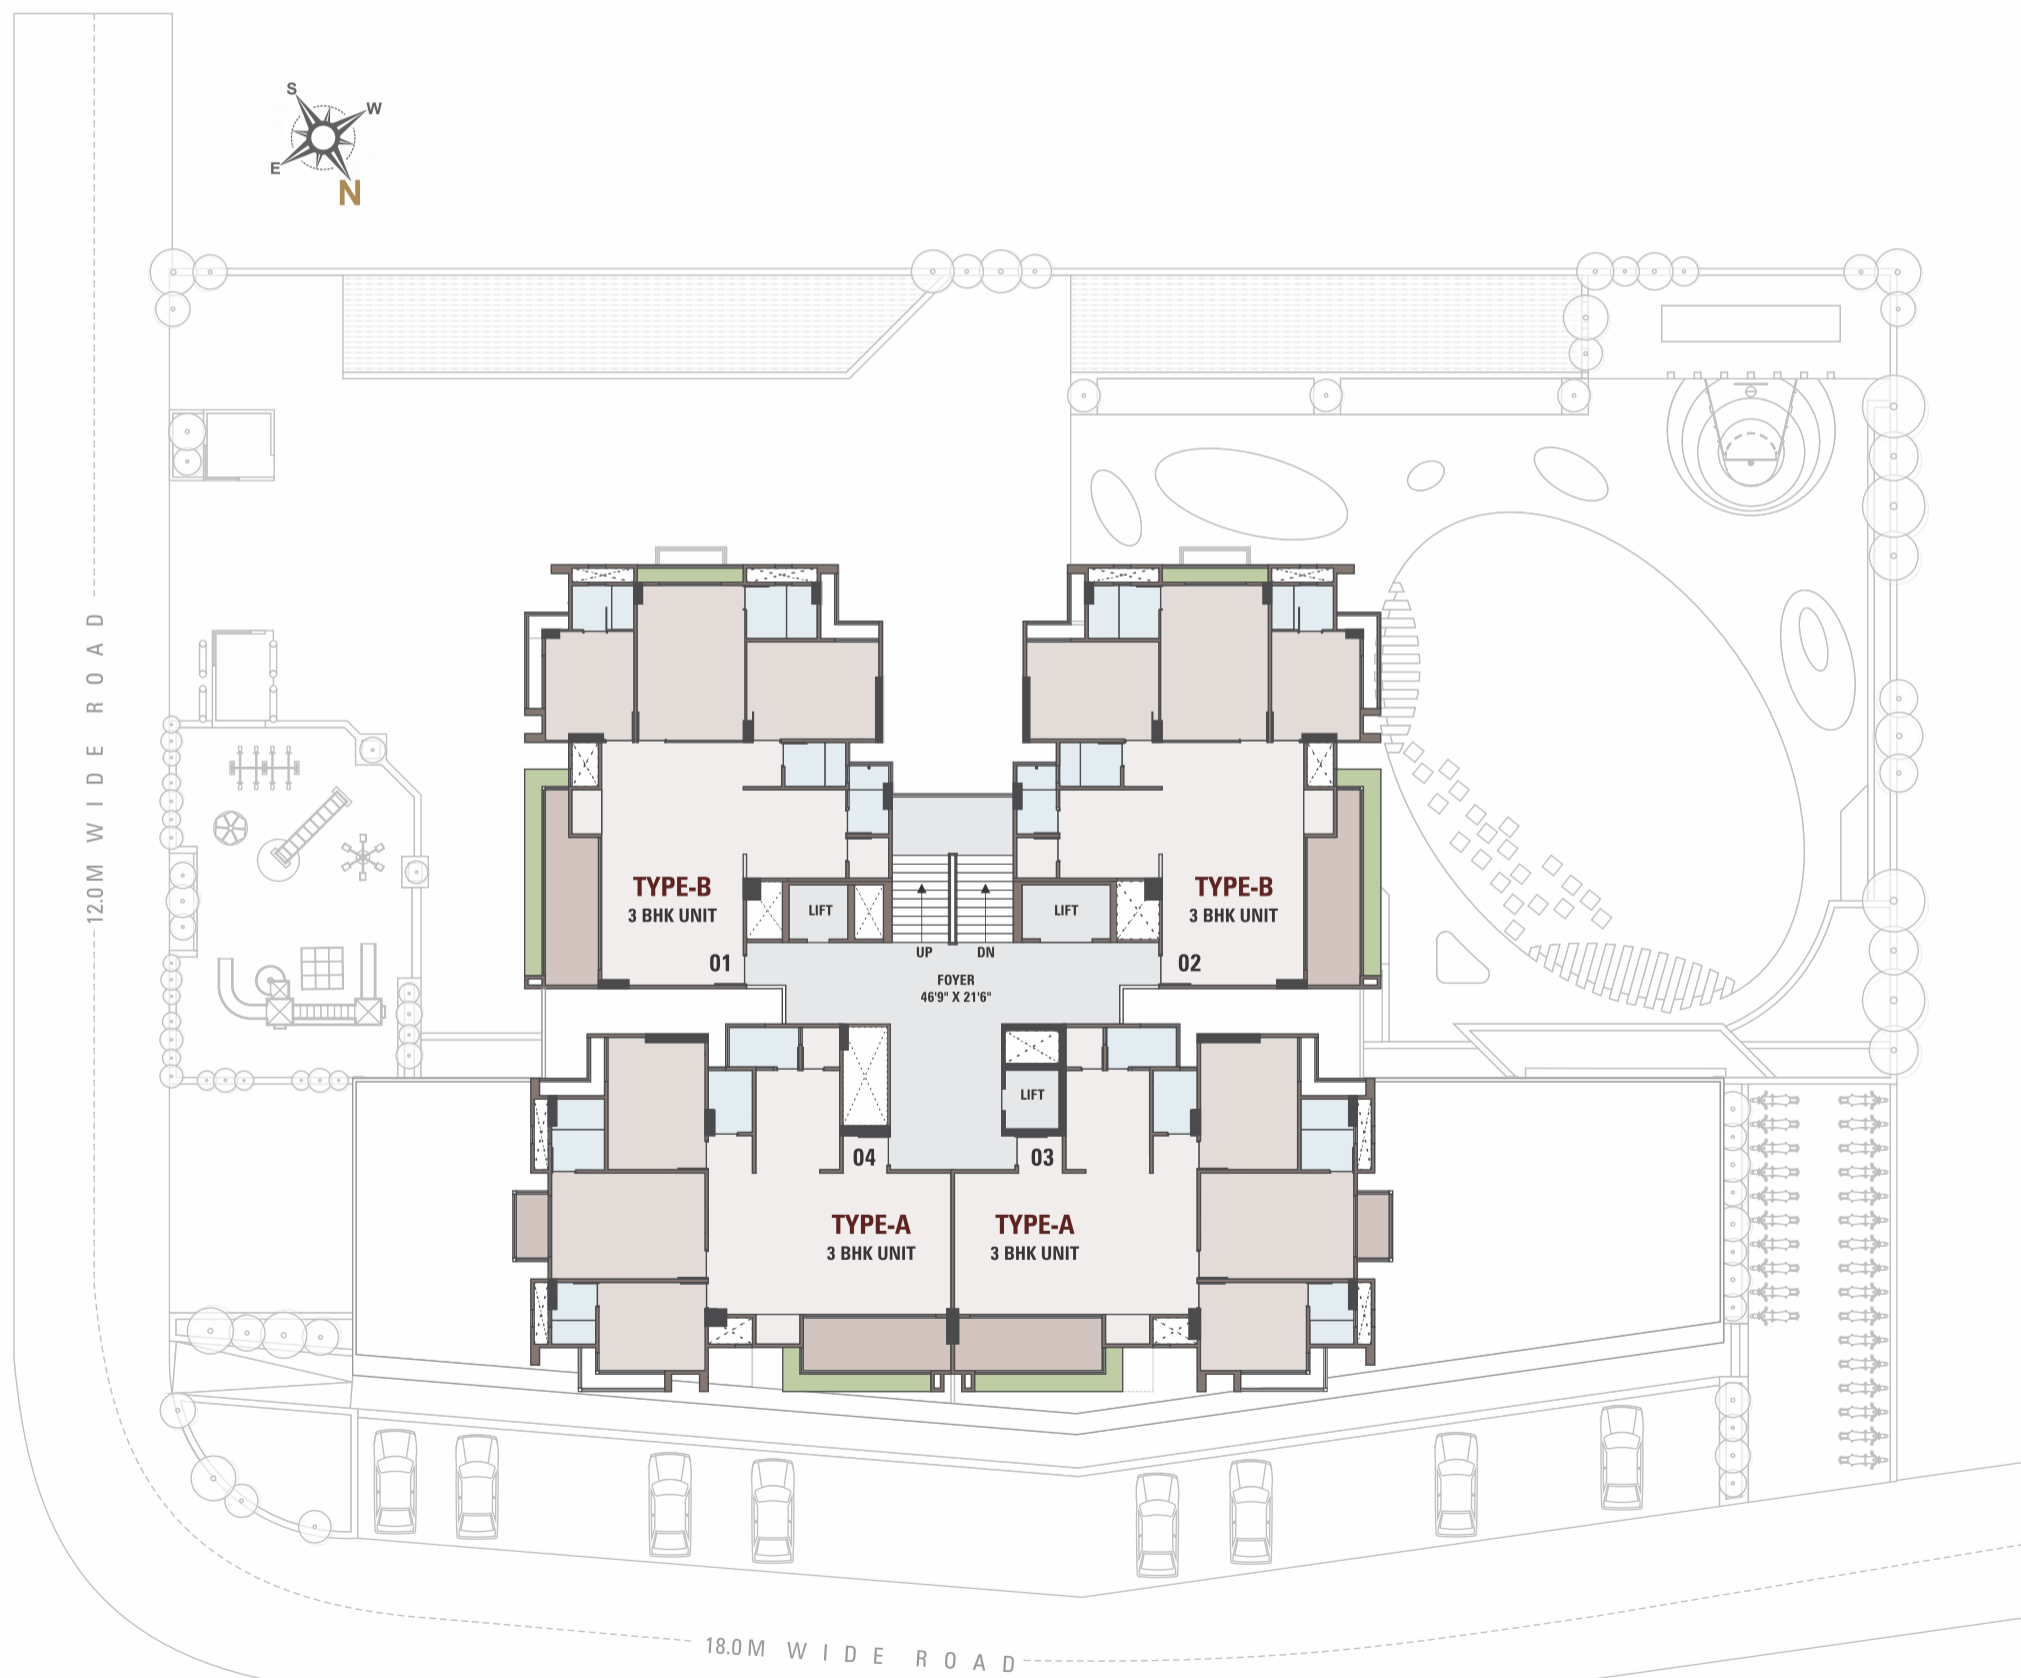 S
W
E
N
12.0M WIDE ROAD
TYPE-B
3 BHK UNIT
01
LIFT
UP
DN
LIFT
TYPE-B
3 BHK UNIT
02
FOYER
46'9" X 21'6"
LIFT
04
03
TYPE-A
3 BHK UNIT
TYPE-A
3 BHK UNIT
18.0M WIDE ROAD